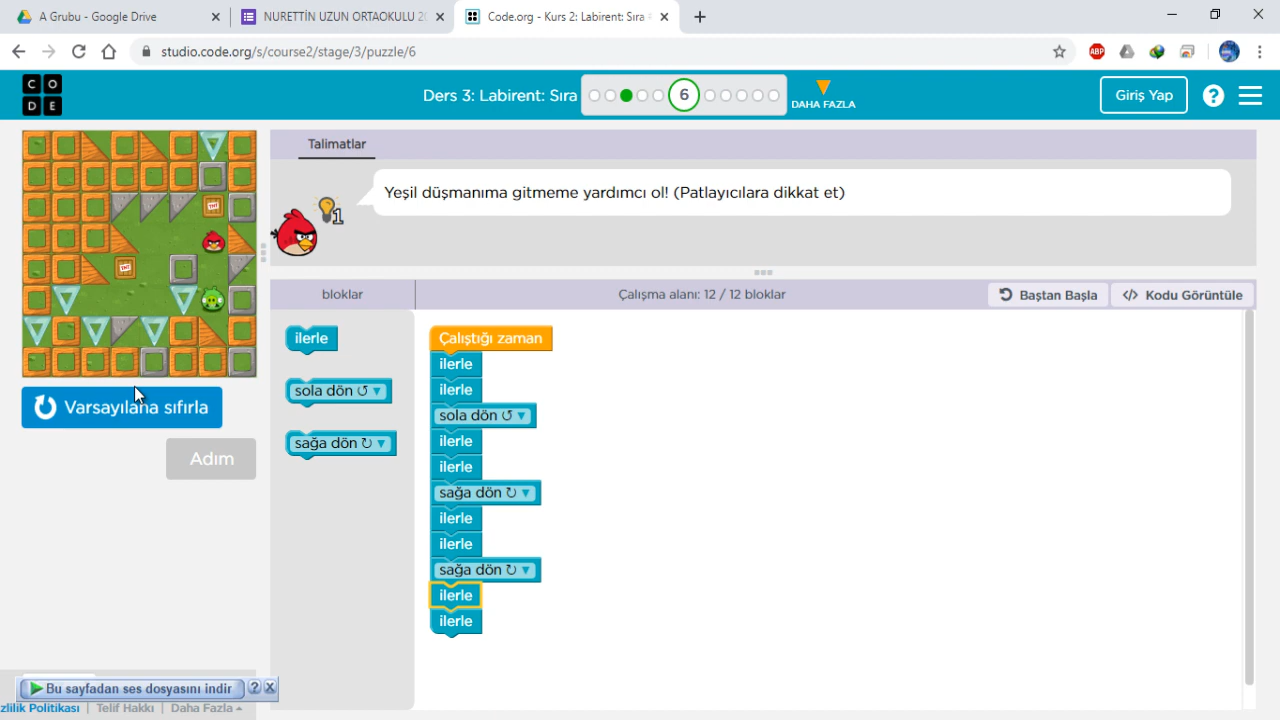 A Grubu - Google Drive
NURETTİN UZUN ORTAOKULU 20
Code.org - Kurs 2: Labirent: Sıra
studio.code.org/s/course2/stage/3/puzzle/6
ABP
C O
D E
Ders 3: Labirent: Sıra
6
DAHA FAZLA
Giriş Yap
?
Talimatlar
1
Yeşil düşmanıma gitmeme yardımcı ol! (Patlayıcılara dikkat et)
TNT
TNT
bloklar
Çalışma alanı: 12 / 12 bloklar
Baştan Başla
</> Kodu Görüntüle
ilerle
sola dön
sağa dön
Çalıştığı zaman
ilerle
ilerle
sola dön
ilerle
ilerle
sağa dön
ilerle
ilerle
sağa dön
ilerle
ilerle
Varsayılana sıfırla
Adım
Bu sayfadan ses dosyasını indir
?
zlilik Politikası | Telif Hakkı | Daha Fazla